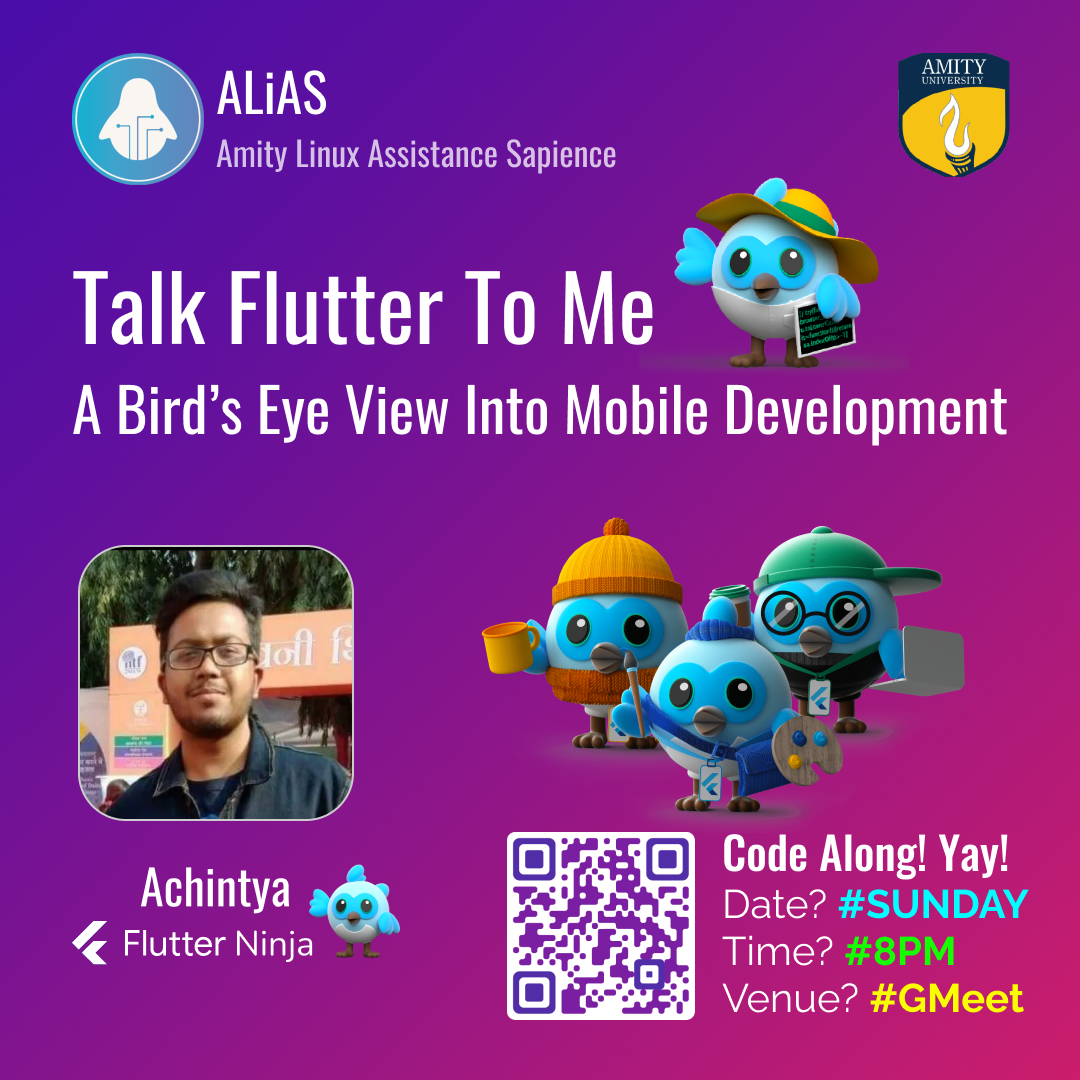 ALiAS
Amity Linux Assistance Sapience
AMITY
UNIVERSITY
Talk Flutter To Me
A Bird’s Eye View Into Mobile Development
Achintya
Flutter Ninja
Code Along! Yay!
Date? #SUNDAY
Time? #8PM
Venue? #GMeet